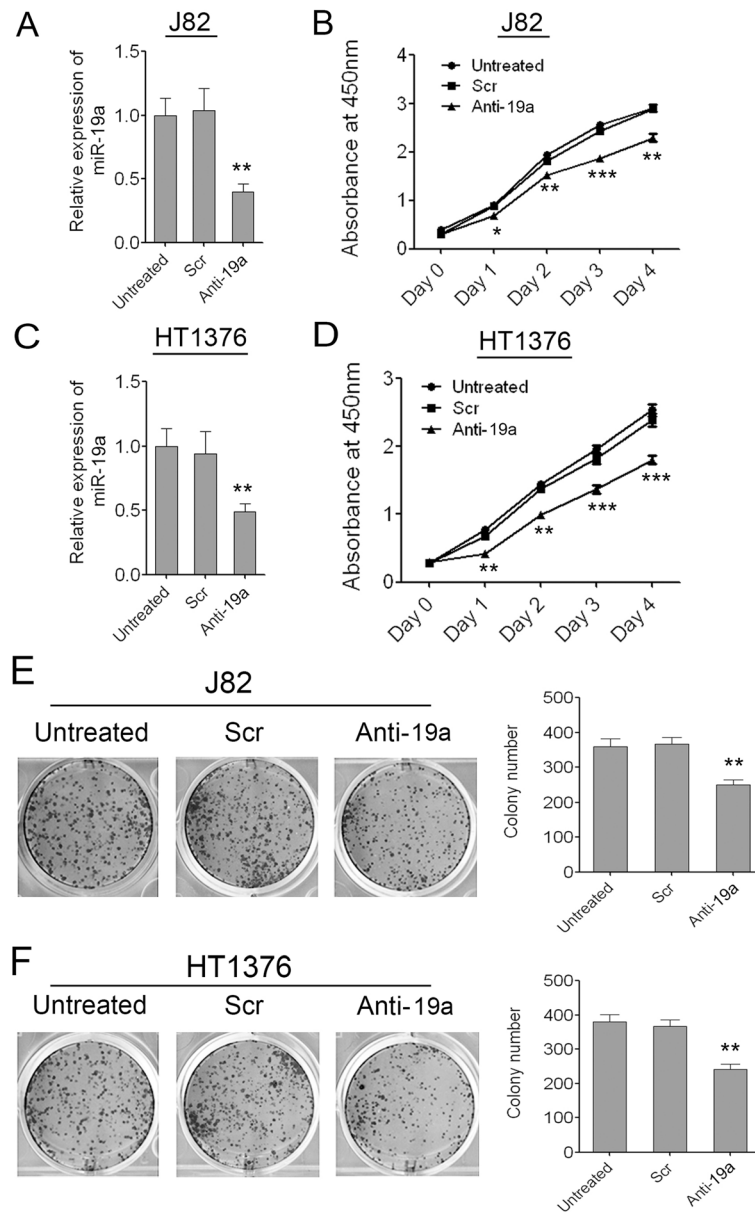 A
J82
Relative expression of
miR-19a
1.5
1.0
0.5
0.0
**
Untreated
Scr
Anti-19a
B
J82
Absorbance at 450nm
4
3
2
1
0
Untreated
Scr
Anti-19a
*
**
***
**
Day 0
Day 1
Day 2
Day 3
Day 4
C
HT1376
Relative expression of
miR-19a
1.5
1.0
0.5
0.0
**
Untreated
Scr
Anti-19a
D
HT1376
Absorbance at 450nm
3
2
1
0
Untreated
Scr
Anti-19a
**
**
***
***
Day 0
Day 1
Day 2
Day 3
Day 4
E
J82
Untreated
Scr
Anti-19a
Colony number
500
400
300
200
100
0
**
Untreated
Scr
Anti-19a
F
HT1376
Untreated
Scr
Anti-19a
Colony number
500
400
300
200
100
0
**
Untreated
Scr
Anti-19a